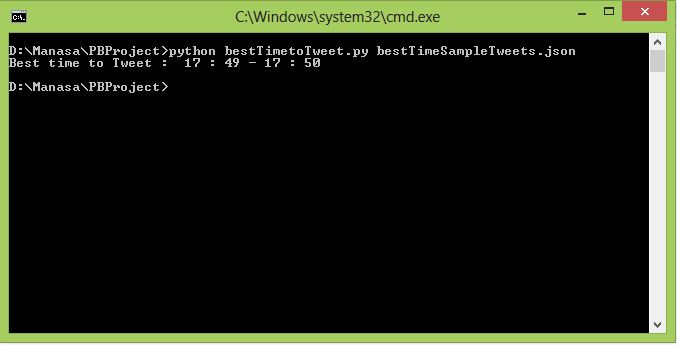 C:\Windows\system32\cmd.exe
D:\Manasa\PBProject>python bestTimetoTweet.py bestTimeSampleTweets.json
Best time to Tweet :  17 : 49 - 17 : 50
D:\Manasa\PBProject>